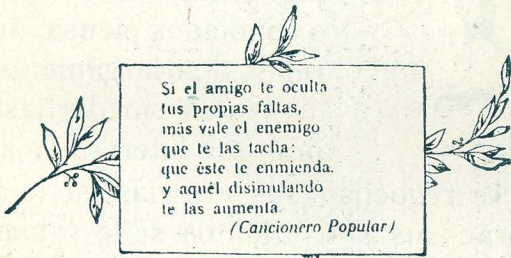 Si el amigo te oculta
tus propias faltas,
más vale el enemigo
que te las tacha:
que éste te enmienda.
y aquél disimulando
te las aumenta.
(Cancionero Popular)